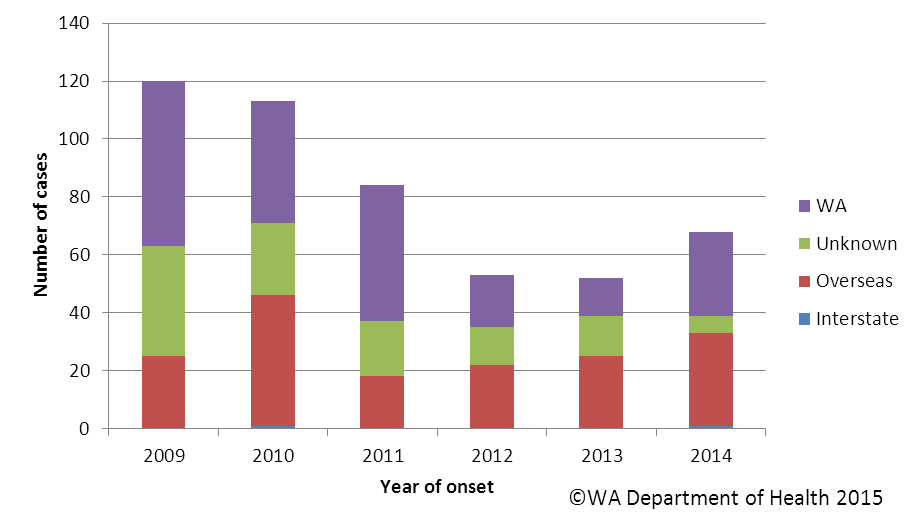 140
120
100
80
60
40
20
0
Number of cases
2009 2010 2011 2012 2013 2014
Year of onset
WA
Unknown
Overseas
Interstate
©WA Department of Health 2015